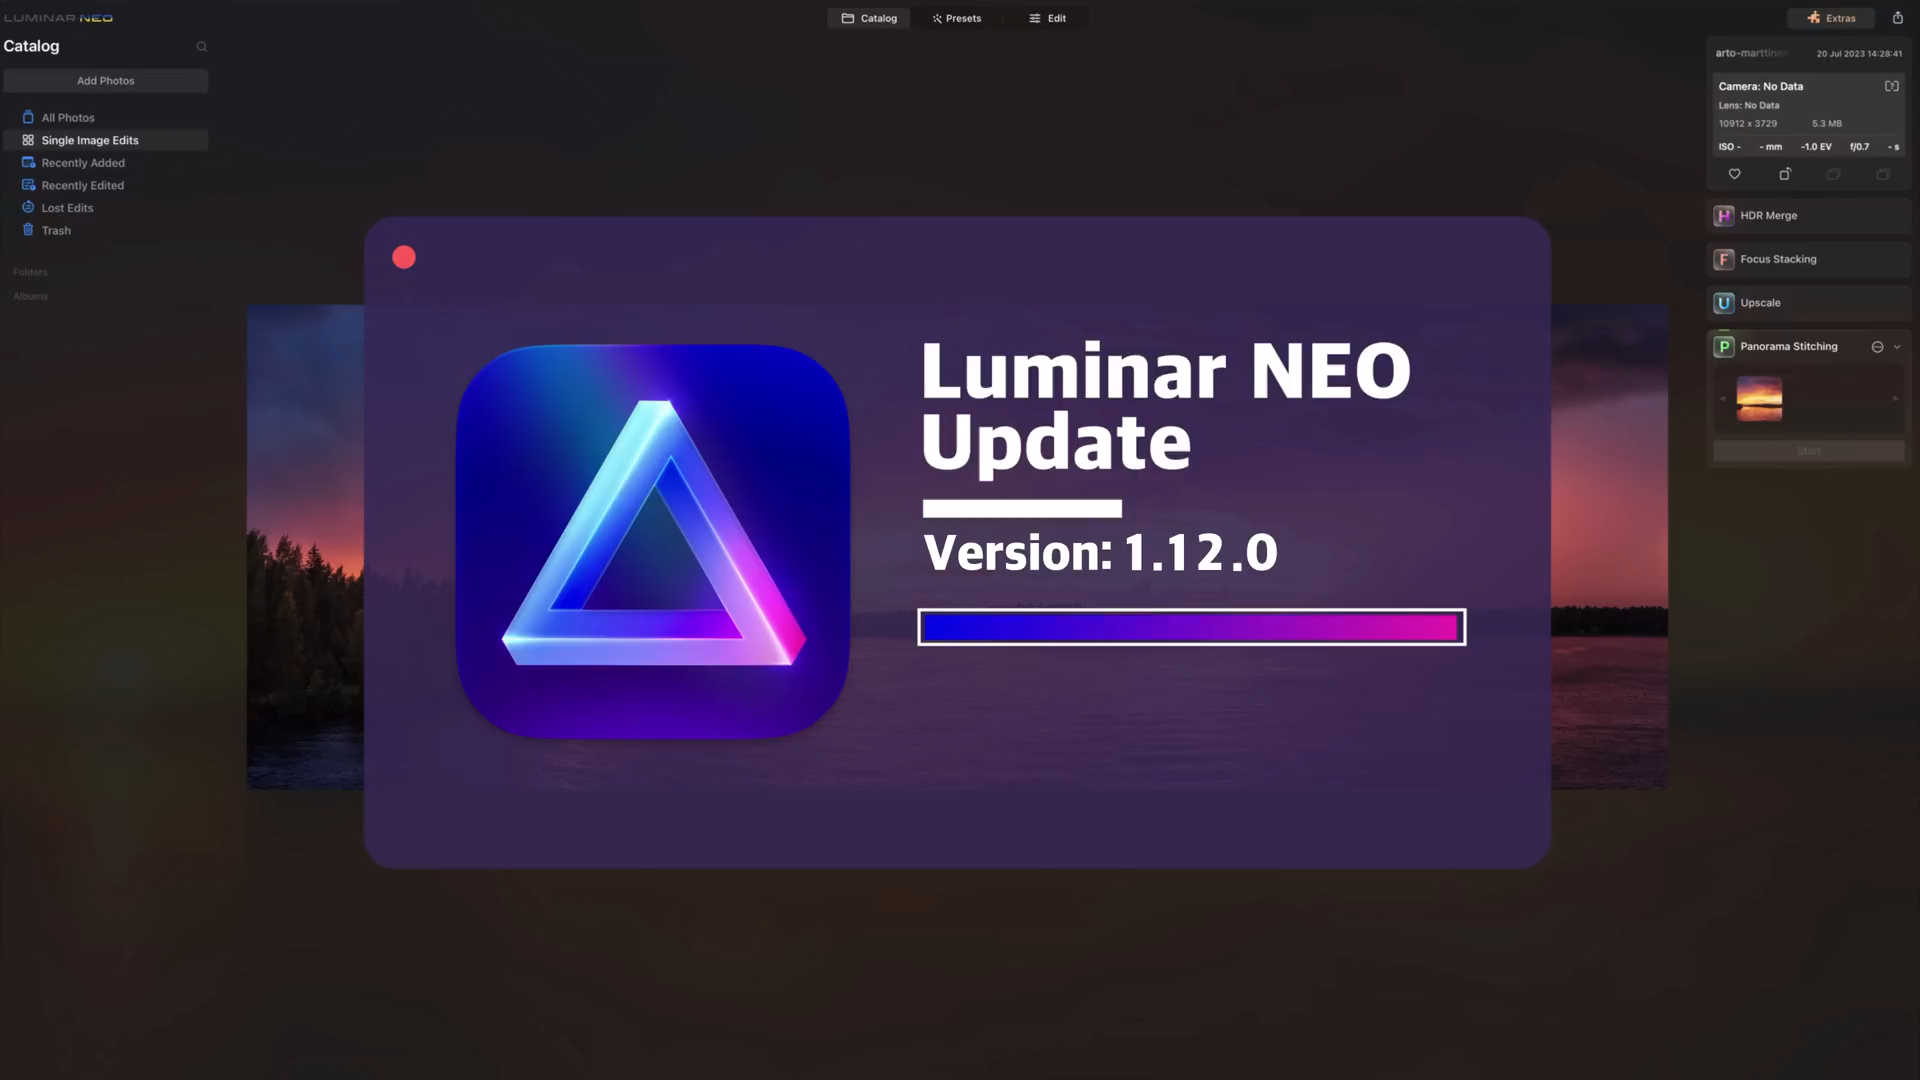 LUMINAR NEO
Catalog
Presets
Edit
Extras
Catalog
Add Photos
All Photos
Single Image Edits
Recently Added
Recently Edited
Lost Edits
Trash
Folders
Albums
Luminar NEO
Update
Version: 1.12.0
20 Jul 2023 14:28:41
Camera: No Data
Lens: No Data
10912 x 3729 5.3 MB
ISO - - mm -1.0 EV f/0.7 - s
H HDR Merge
F Focus Stacking
U Upscale
P Panorama Stitching
Start